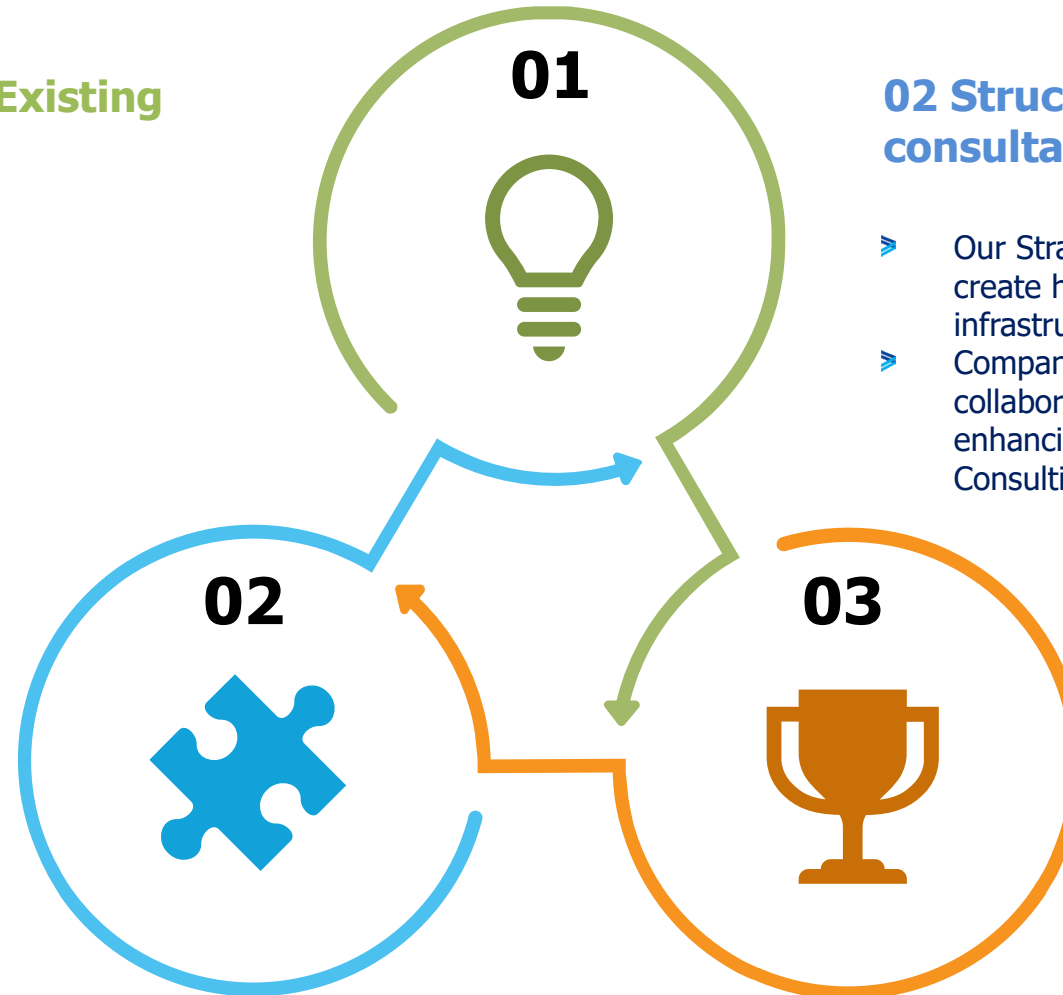 Existing
01
02 Struc
consulta
Our Stra
create h
infrastru
Compan
collabor
enhanci
Consulti
02
03